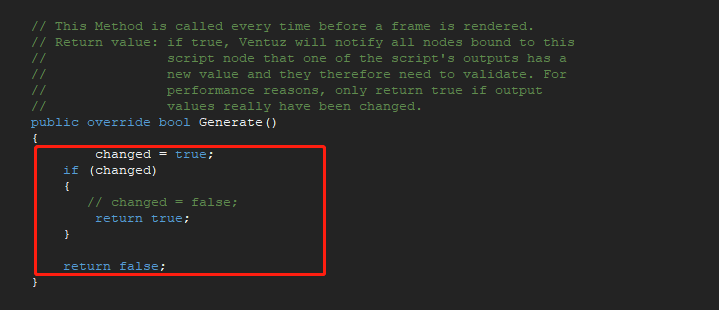 // This Method is called every time before a frame is rendered.
// Return value: if true, Ventuz will notify all nodes bound to this
//               script node that one of the script's outputs has a
//               new value and they therefore need to validate. For
//               performance reasons, only return true if output
//               values really have been changed.
public override bool Generate()
{
        changed = true;
    if (changed)
    {
       // changed = false;
        return true;
    }

    return false;
}